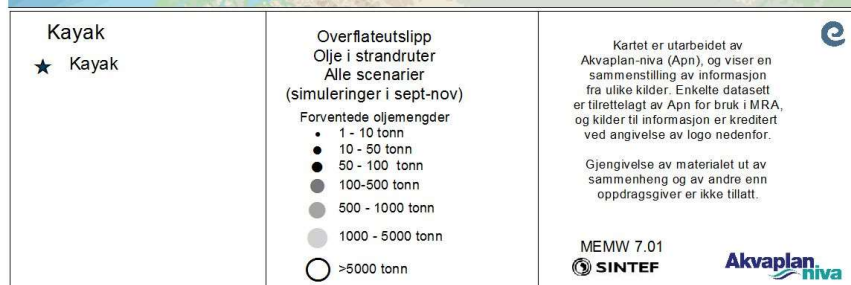 Kayak
Kayak
Overflateutslipp
Olje i strandruter
Alle scenarier
(simuleringer i sept-nov)
Forventede oljemengder
1 - 10 tonn
10 - 50 tonn
50 - 100 tonn
100-500 tonn
500 - 1000 tonn
1000 - 5000 tonn
>5000 tonn
Kartet er utarbeidet av
Akvaplan-niva (Apn), og viser en
sammenstilling av informasjon
fra ulike kilder. Enkelte datasett
er tilrettelagt av Apn for bruk i MRA,
og kilder til informasjon er kreditert
ved angivelse av logo nedenfor.
Gjengivelse av materialet ut av
sammenheng og av andre enn
oppdragsgiver er ikke tillatt.
MEMW 7.01
SINTEF
Akvaplan
niva